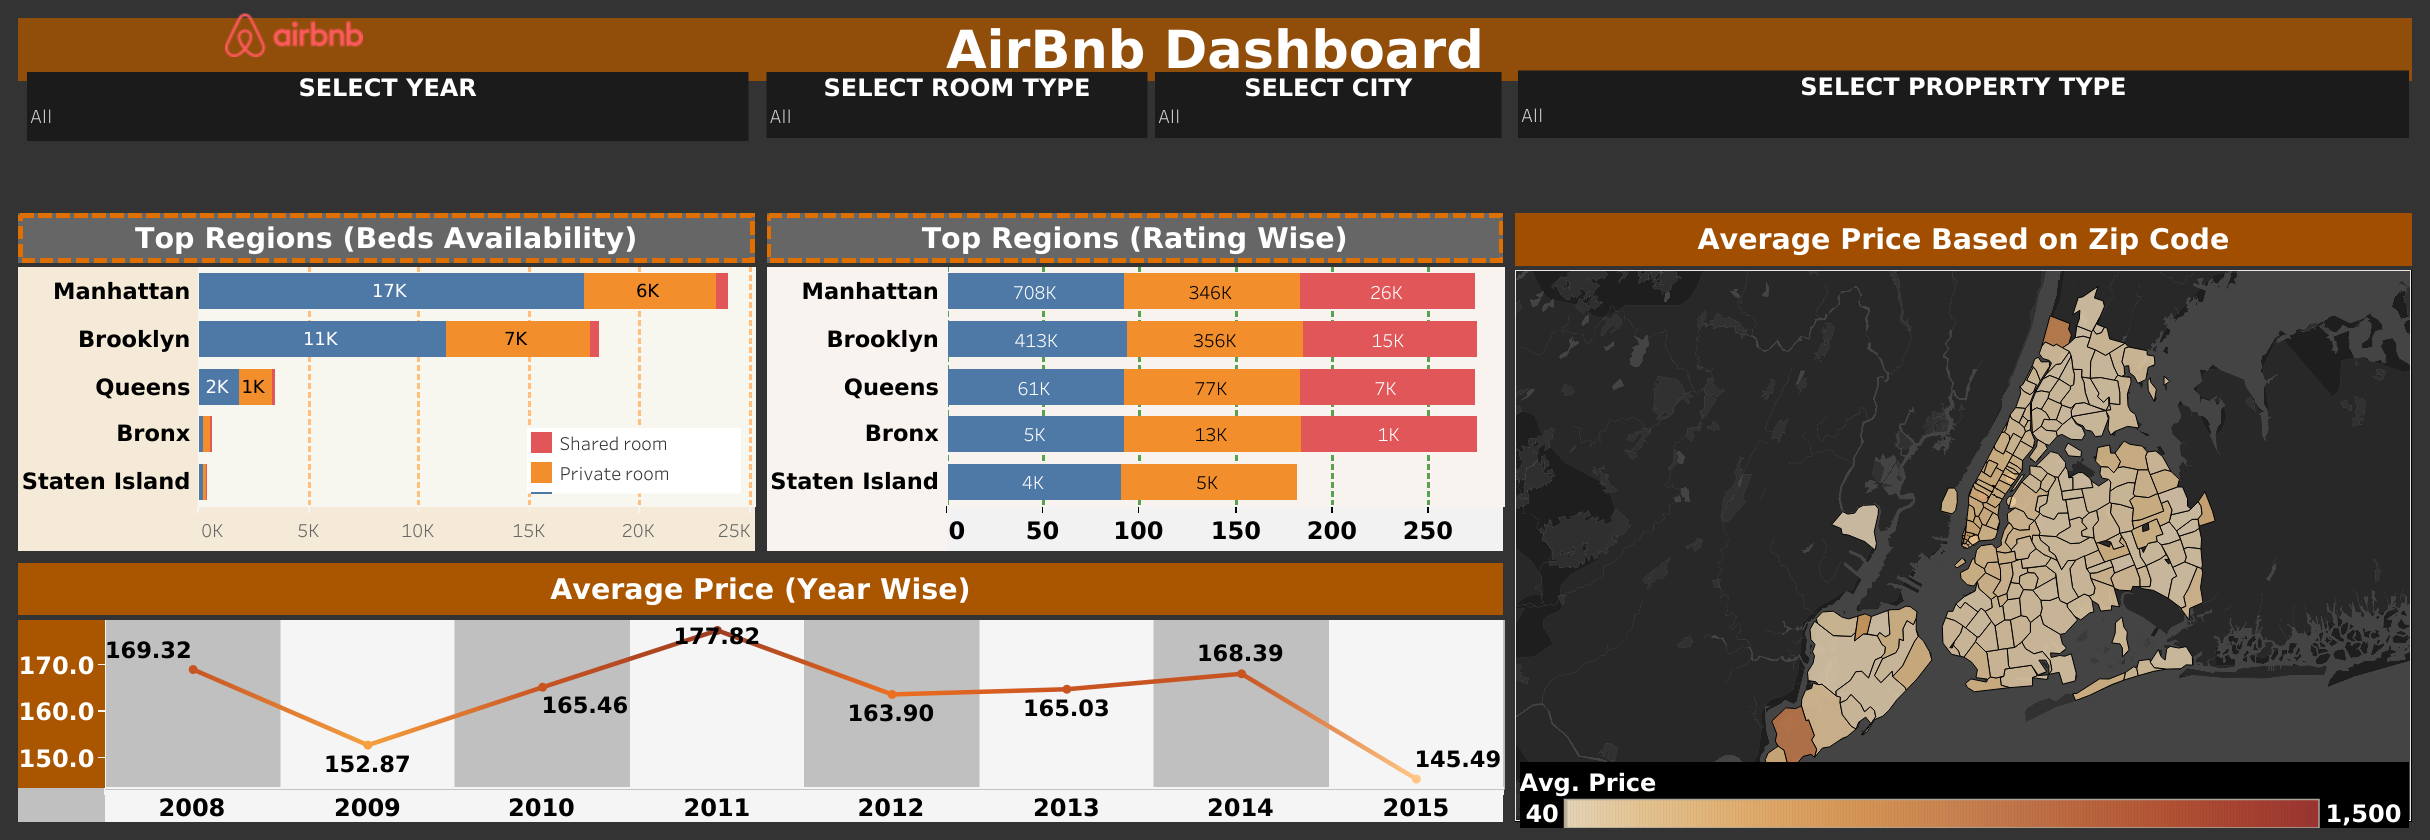 airbnb
AirBnb Dashboard
SELECT YEAR
All
SELECT ROOM TYPE
All
SELECT CITY
All
SELECT PROPERTY TYPE
All
Top Regions (Beds Availability)
Manhattan 17K 6K
Brooklyn 11K 7K
Queens 2K 1K
Bronx
Staten Island
Shared room
Private room
0K 5K 10K 15K 20K 25K
Top Regions (Rating Wise)
Manhattan 708K 346K 26K
Brooklyn 413K 356K 15K
Queens 61K 77K 7K
Bronx 5K 13K 1K
Staten Island 4K 5K
0 50 100 150 200 250
Average Price Based on Zip Code
Avg. Price
40 1,500
Average Price (Year Wise)
170.0
160.0
150.0
169.32 152.87 165.46 177.82 163.90 165.03 168.39 145.49
2008 2009 2010 2011 2012 2013 2014 2015